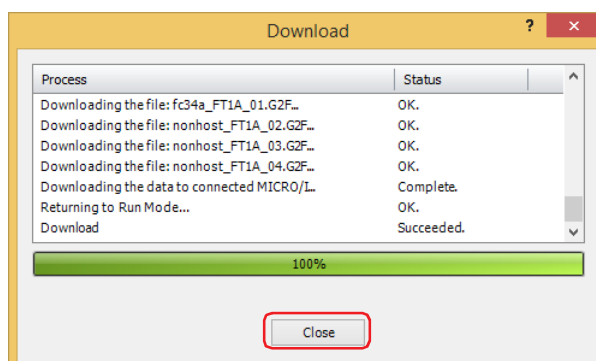 Download
?
Process Status
Downloading the file: fc34a_FT1A_01.G2F... OK.
Downloading the file: nonhost_FT1A_02.G2F... OK.
Downloading the file: nonhost_FT1A_03.G2F... OK.
Downloading the file: nonhost_FT1A_04.G2F... OK.
Downloading the data to connected MICRO/I... Complete.
Returning to Run Mode... OK.
Download Succeeded.
100%
Close